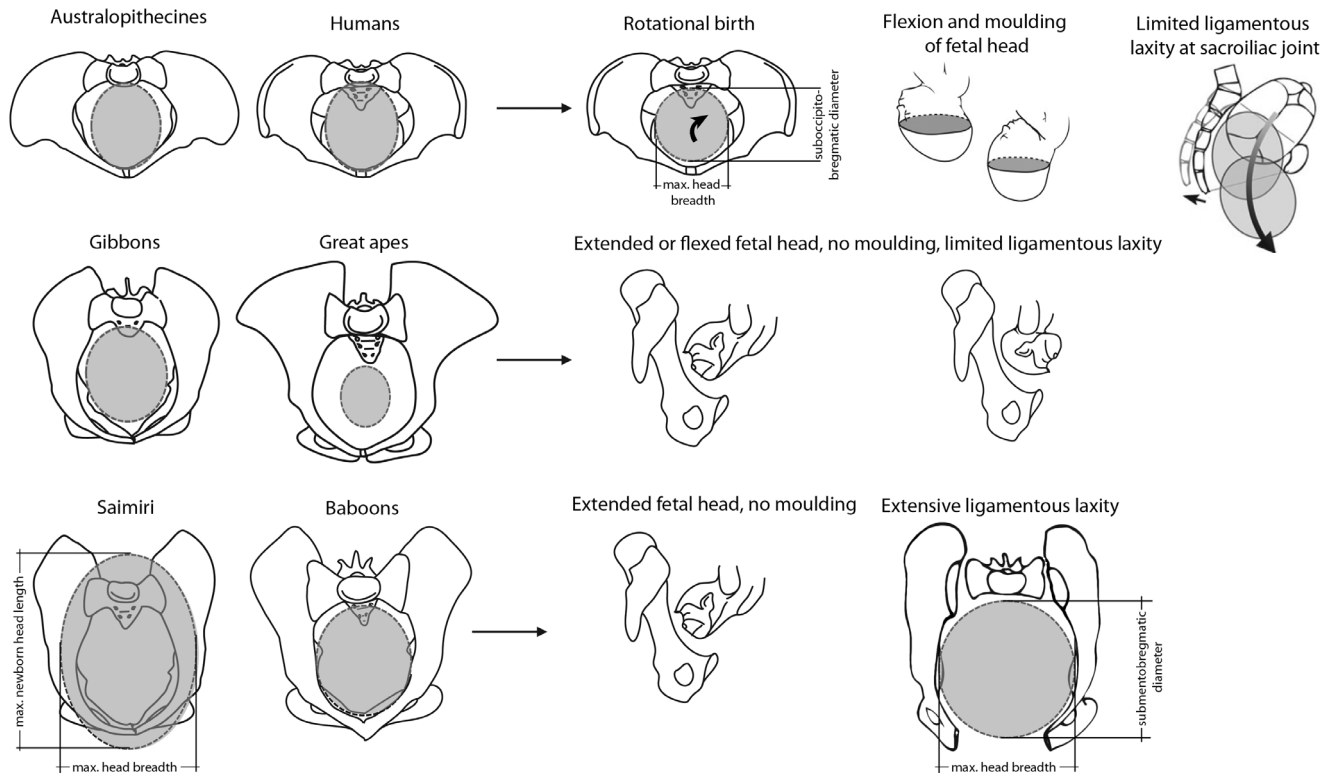 Australopithecines
Humans
Rotational birth
Flexion and moulding
of fetal head
Limited ligamentous
laxity at sacroiliac joint
suboccipito-
bregmatic diameter
max. head
breadth
Gibbons
Great apes
Extended or flexed fetal head, no moulding, limited ligamentous laxity
Saimiri
Baboons
Extended fetal head, no moulding
Extensive ligamentous laxity
max. newborn head length
max. head breadth
submentobregmatic
diameter
max. head breadth